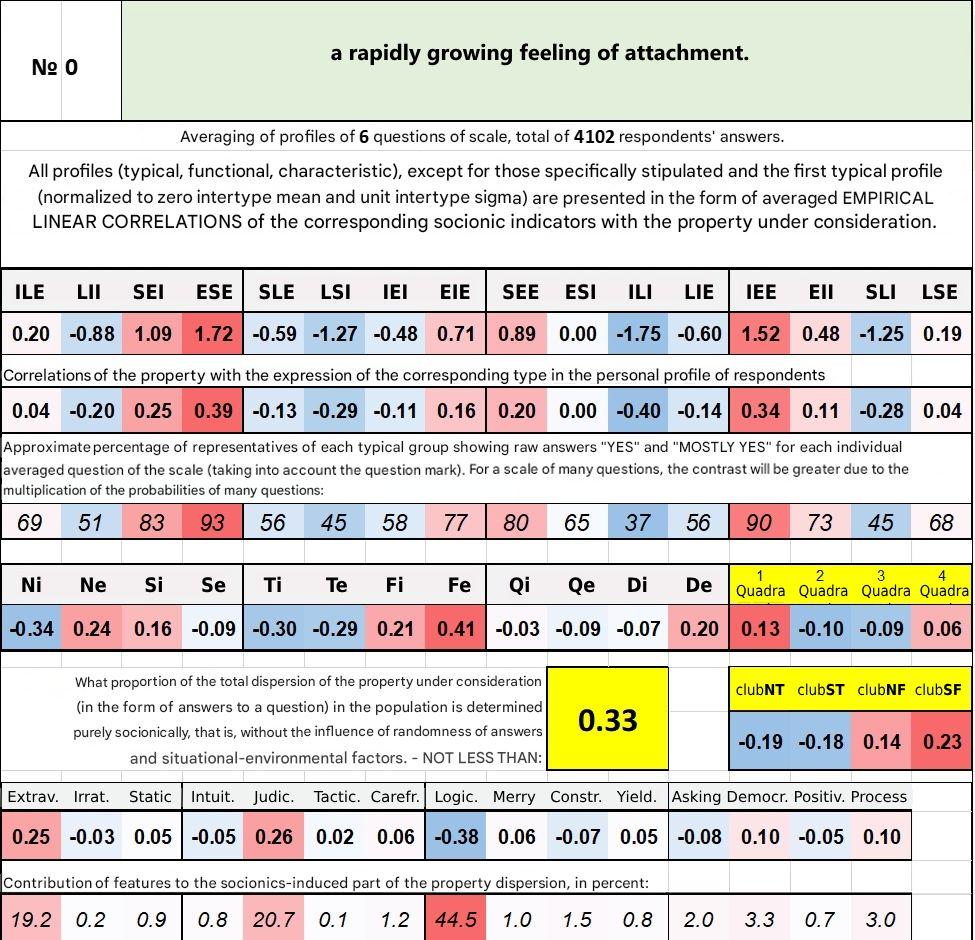 № 0
a rapidly growing feeling of attachment.
Averaging of profiles of 6 questions of scale, total of 4102 respondents' answers.
All profiles (typical, functional, characteristic), except for those specifically stipulated and the first typical profile
(normalized to zero intertype mean and unit intertype sigma) are presented in the form of averaged EMPIRICAL
LINEAR CORRELATIONS of the corresponding socionic indicators with the property under consideration.
ILE LII SEI ESE SLE LSI IEI EIE SEE ESI ILI LIE IEE EII SLI LSE
0.20 -0.88 1.09 1.72 -0.59 -1.27 -0.48 0.71 0.89 0.00 -1.75 -0.60 1.52 0.48 -1.25 0.19
Correlations of the property with the expression of the corresponding type in the personal profile of respondents
0.04 -0.20 0.25 0.39 -0.13 -0.29 -0.11 0.16 0.20 0.00 -0.40 -0.14 0.34 0.11 -0.28 0.04
Approximate percentage of representatives of each typical group showing raw answers "YES" and "MOSTLY YES" for each individual
averaged question of the scale (taking into account the question mark). For a scale of many questions, the contrast will be greater due to the
multiplication of the probabilities of many questions:
69 51 83 93 56 45 58 77 80 65 37 56 90 73 45 68
Ni Ne Si Se Ti Te Fi Fe Qi Qe Di De 1 Quadra 2 Quadra 3 Quadra 4 Quadra
-0.34 0.24 0.16 -0.09 -0.30 -0.29 0.21 0.41 -0.03 -0.09 -0.07 0.20 0.13 -0.10 -0.09 0.06
What proportion of the total dispersion of the property under consideration
(in the form of answers to a question) in the population is determined
purely socionically, that is, without the influence of randomness of answers
and situational-environmental factors. - NOT LESS THAN:
0.33
clubNT clubST clubNF clubSF
-0.19 -0.18 0.14 0.23
Extrav. Irrat. Static Intuit. Judic. Tactic. Carefr. Logic. Merry Constr. Yield. Asking Democr. Positiv. Process
0.25 -0.03 0.05 -0.05 0.26 0.02 0.06 -0.38 0.06 -0.07 0.05 -0.08 0.10 -0.05 0.10
Contribution of features to the socionics-induced part of the property dispersion, in percent:
19.2 0.2 0.9 0.8 20.7 0.1 1.2 44.5 1.0 1.5 0.8 2.0 3.3 0.7 3.0